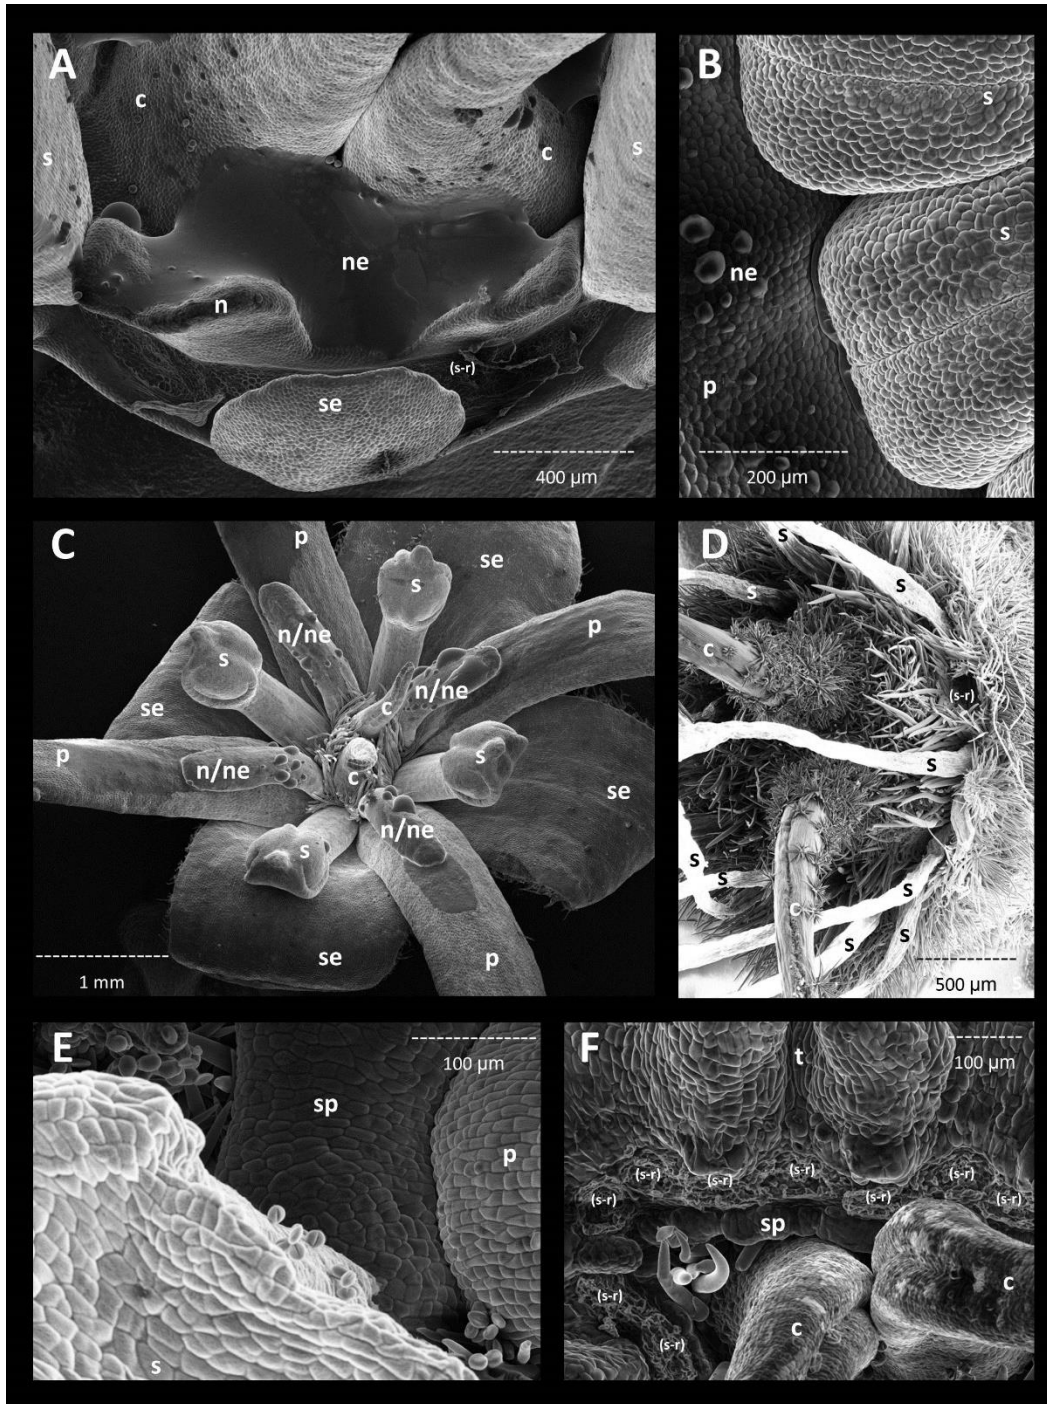 A
c
c
s
s
ne
n
(s-r)
se
400 µm
B
s
s
ne
p
200 µm
C
p
se
s
p
n/ne
s
n/ne
c
se
p
n/ne
s
c
se
n/ne
s
se
p
1 mm
D
s
s
c
(s-r)
s
s
s
s
c
s
s
500 µm
s
E
100 µm
sp
p
s
F
t
100 µm
(s-r)
(s-r)
(s-r)
(s-r)
(s-r)
(s-r)
(s-r)
sp
c
(s-r)
c
(s-r)